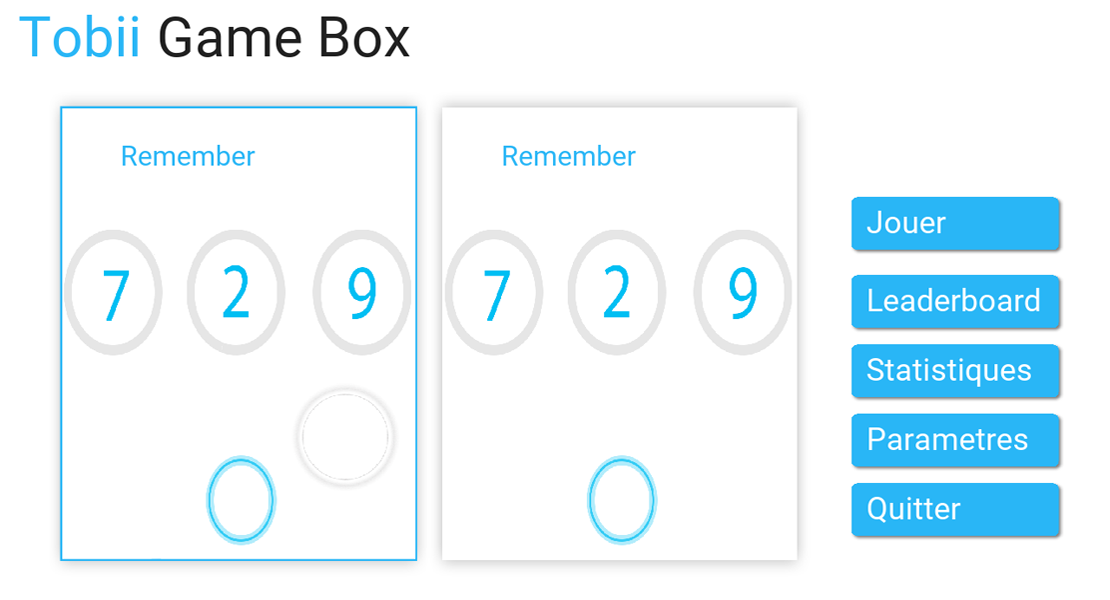 Tobii Game Box
Remember
7 2 9
Remember
7 2 9
Jouer
Leaderboard
Statistiques
Parametres
Quitter